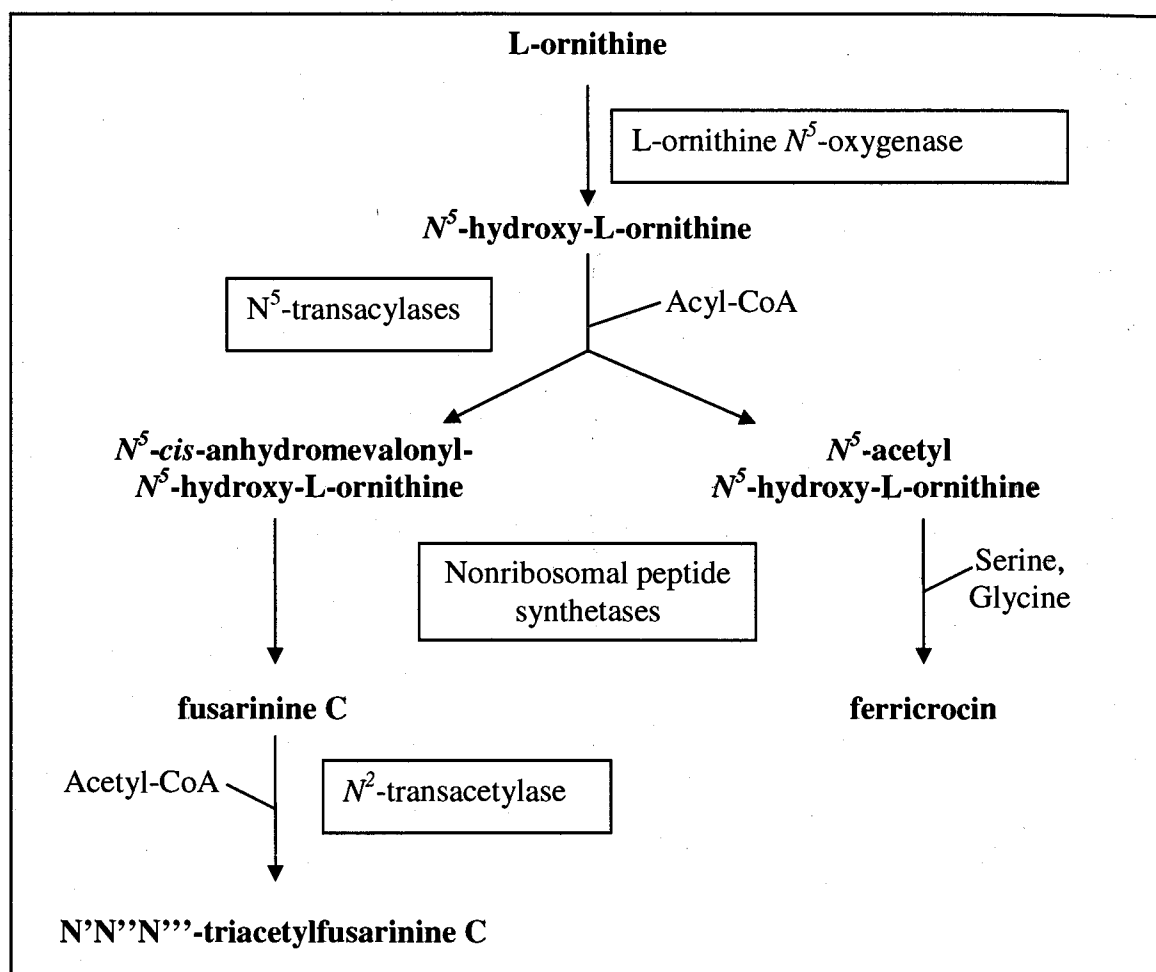 L-ornithine
L-ornithine N⁵-oxygenase
N⁵-hydroxy-L-ornithine
N⁵-transacylases
Acyl-CoA
N⁵-cis-anhydromevalonyl-
N⁵-hydroxy-L-ornithine
N⁵-acetyl
N⁵-hydroxy-L-ornithine
Nonribosomal peptide
synthetases
Serine,
Glycine
fusarinine C
ferricrocin
Acetyl-CoA
N²-transacetylase
N'N''N'''-triacetylfusarinine C